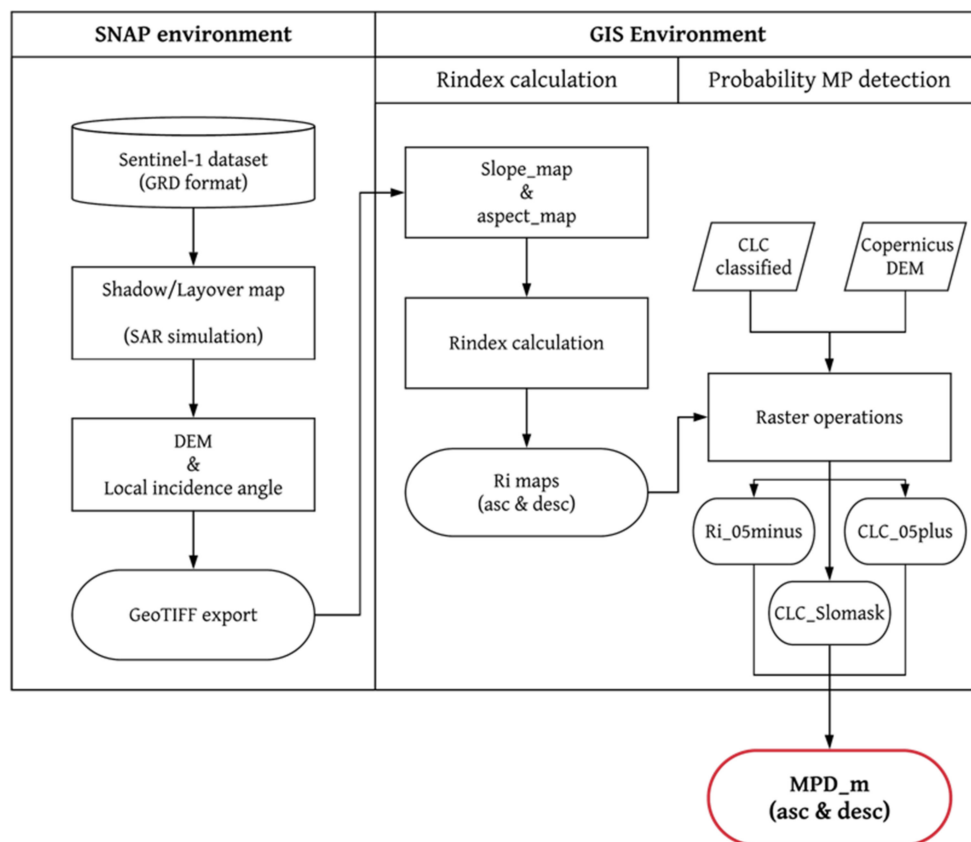 SNAP environment
GIS Environment
Rindex calculation
Probability MP detection
Sentinel-1 dataset
(GRD format)
Shadow/Layover map
(SAR simulation)
DEM
&
Local incidence angle
GeoTIFF export
Slope_map
&
aspect_map
Rindex calculation
Ri maps
(asc & desc)
CLC
classified
Copernicus
DEM
Raster operations
Ri_05minus
CLC_05plus
CLC_Slomask
MPD_m
(asc & desc)